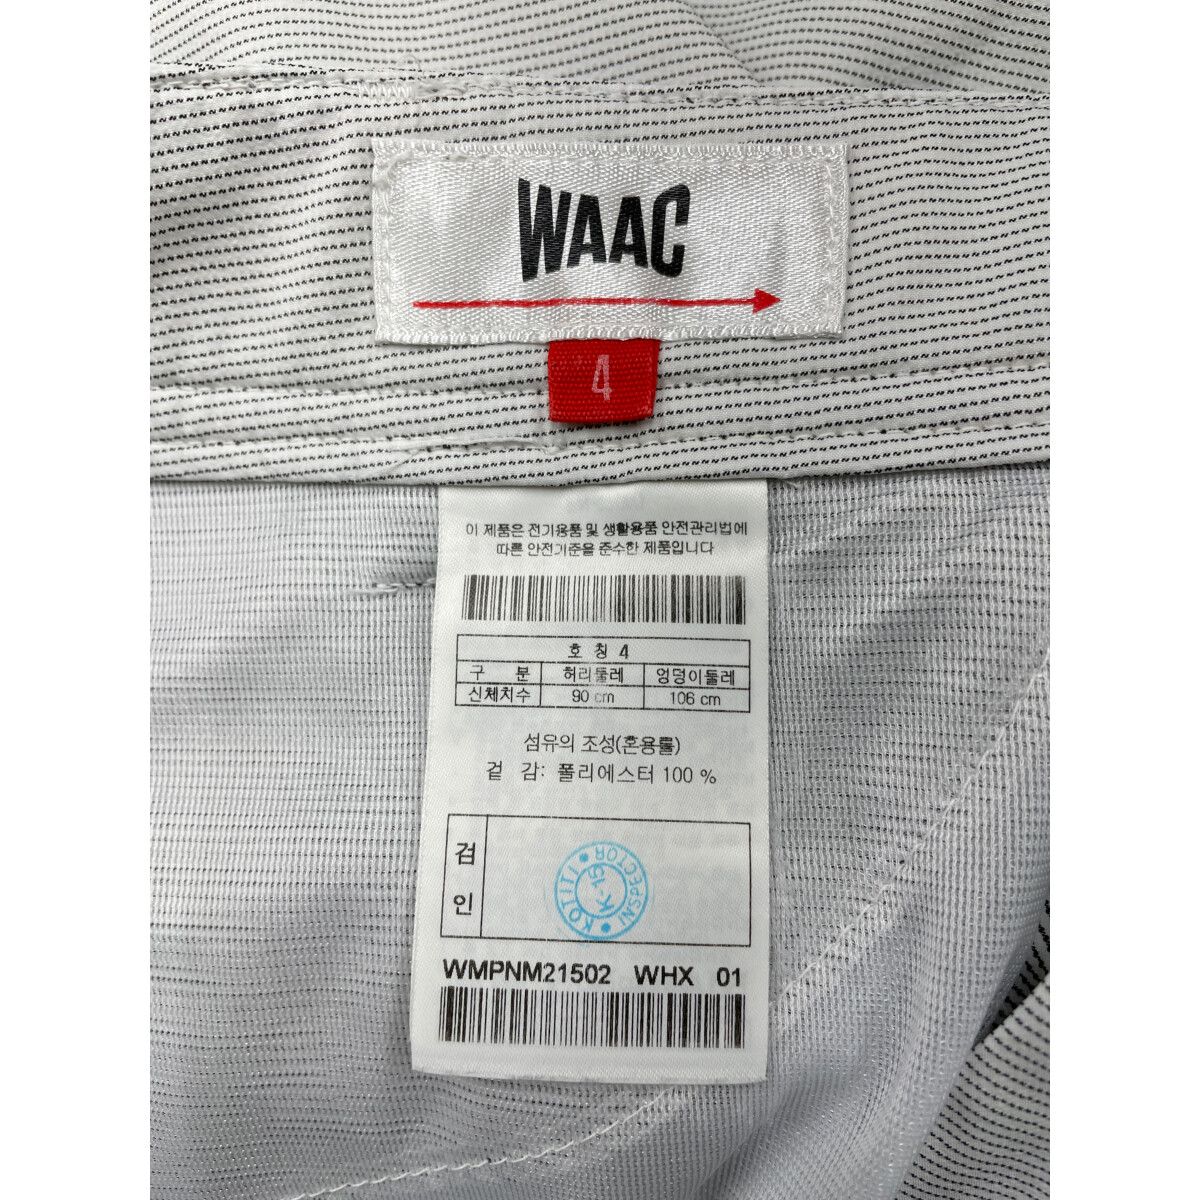 WAAC
4
이 제품은 전기용품 및 생활용품 안전관리법에
따른 안전기준을 준수한 제품입니다
호 칭 4
구 분 허리둘레 엉덩이둘레
신체치수 90 cm 106 cm
섬유의 조성(혼용률)
겉 감: 폴리에스터 100 %
검
인
KOTITI INSPECTOR
K-15
WMPNM21502 WHX 01